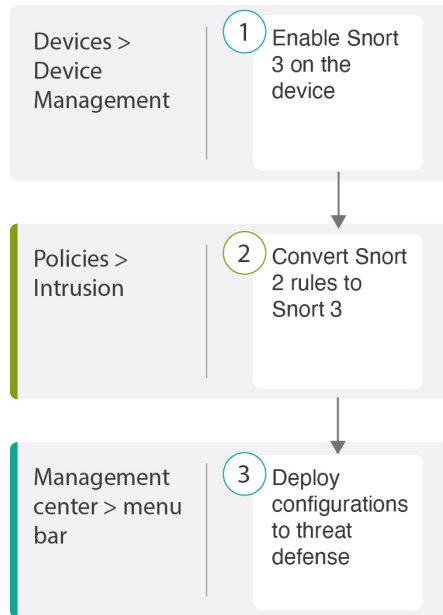 Devices >
Device
Management
1
Enable Snort
3 on the
device
Policies >
Intrusion
2
Convert Snort
2 rules to
Snort 3
Management
center > menu
bar
3
Deploy
configurations
to threat
defense